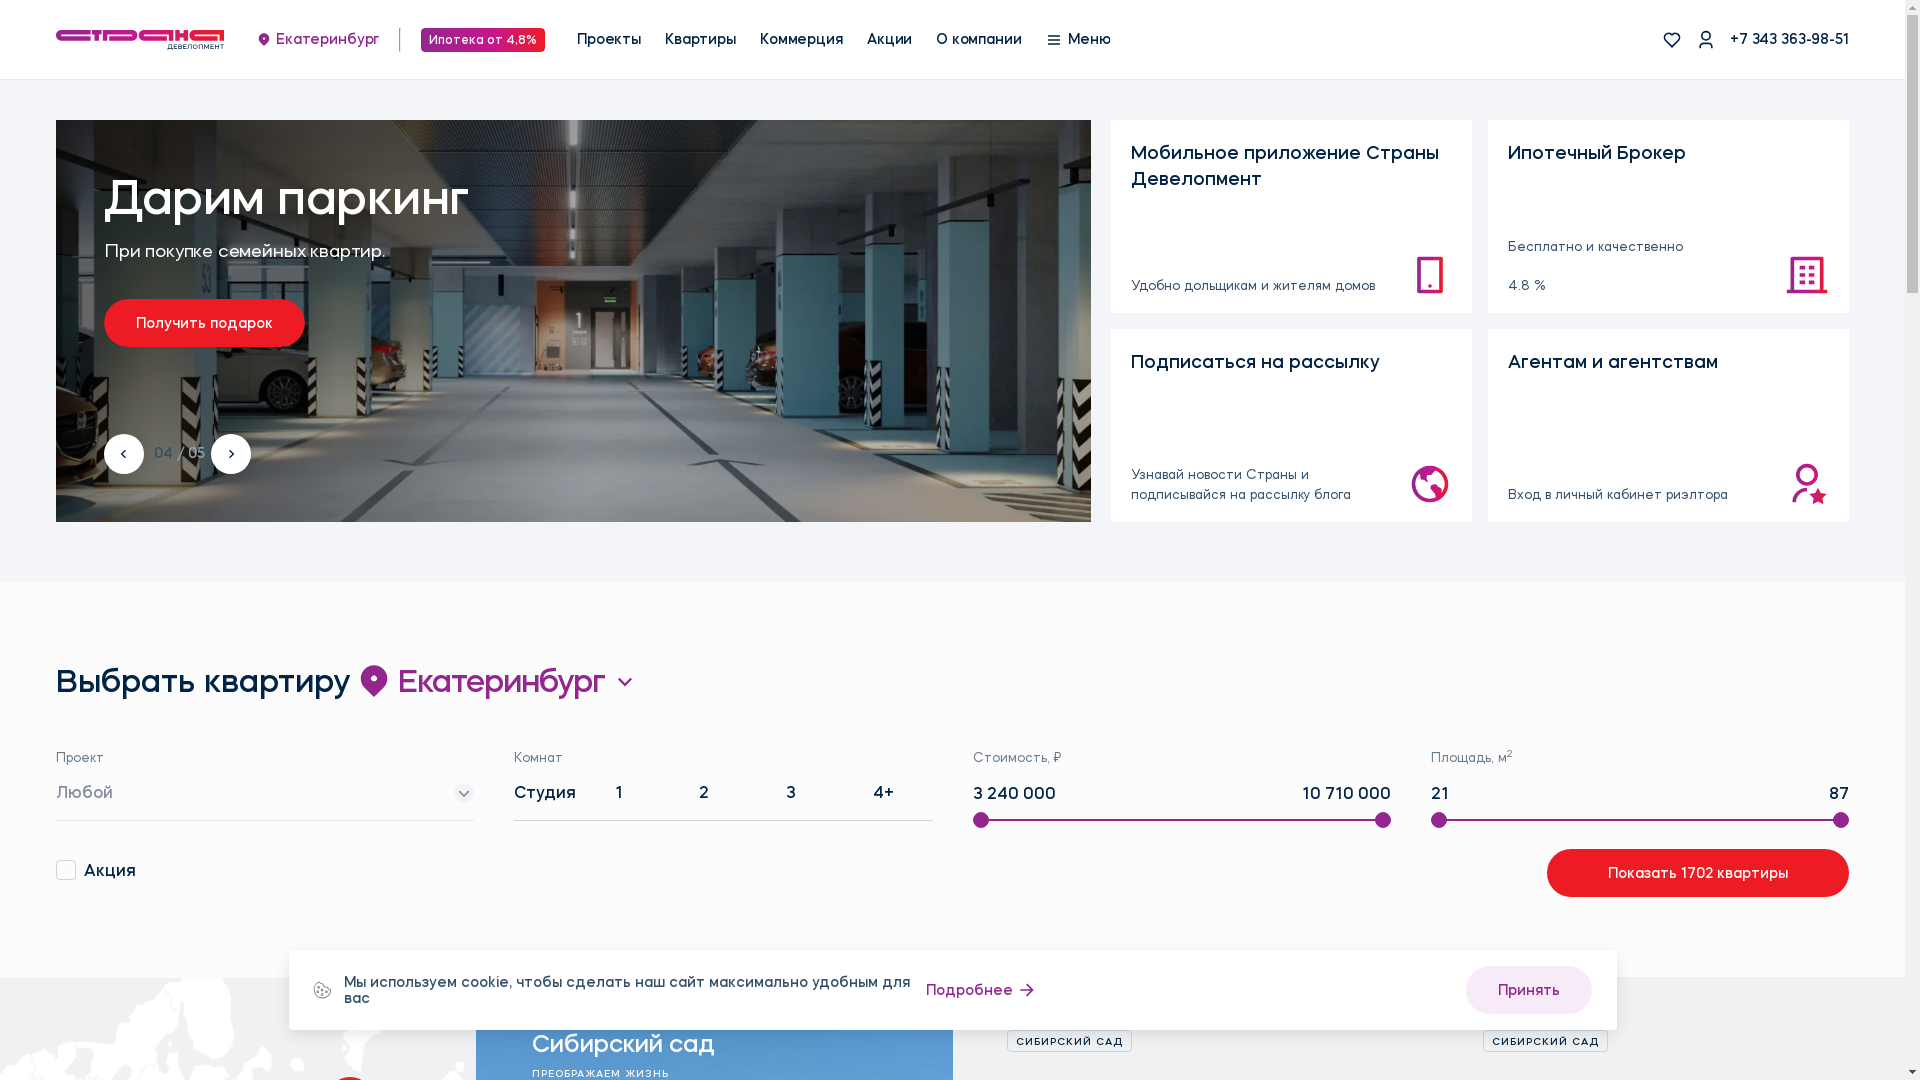 страна
ДЕВЕЛОПМЕНТ
Екатеринбург
Ипотека от 4,8%
Проекты
Квартиры
Коммерция
Акции
О компании
Меню
+7 343 363-98-51
Дарим паркинг
При покупке семейных квартир.
Получить подарок
04 / 05
Мобильное приложение Страны
Девелопмент
Удобно дольщикам и жителям домов
Ипотечный Брокер
Бесплатно и качественно
4.8 %
Подписаться на рассылку
Узнавай новости Страны и
подписывайся на рассылку блога
Агентам и агентствам
Вход в личный кабинет риэлтора
Выбрать квартиру Екатеринбург
Проект
Любой
Комнат
Студия 1 2 3 4+
Стоимость, ₽
3 240 000 10 710 000
Площадь, м²
21 87
Акция
Показать 1702 квартиры
Мы используем cookie, чтобы сделать наш сайт максимально удобным для
вас
Подробнее
Принять
Сибирский сад
ПРЕОБРАЖАЕМ ЖИЗНЬ
СИБИРСКИЙ САД
СИБИРСКИЙ САД